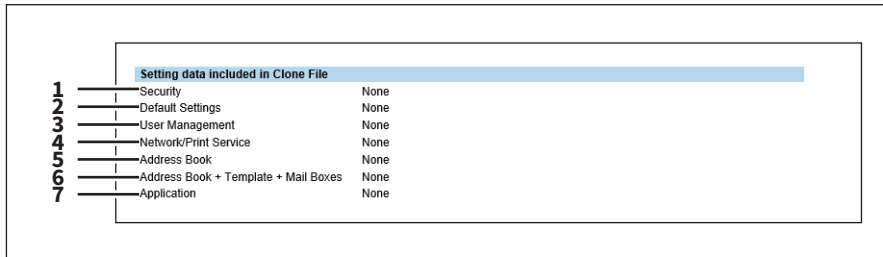 Setting data included in Clone File
1 Security None
2 Default Settings None
3 User Management None
4 Network/Print Service None
5 Address Book None
6 Address Book + Template + Mail Boxes None
7 Application None